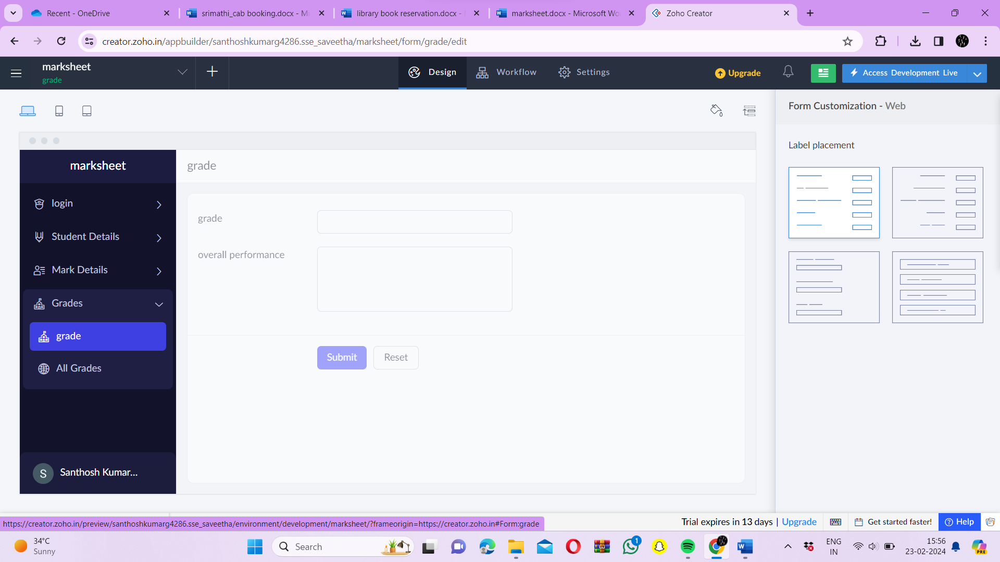 Recent - OneDrive
srimathi_cab booking.docx - Mi
library book reservation.docx -
marksheet.docx - Microsoft Wo
Zoho Creator
creator.zoho.in/appbuilder/santhoshkumarg4286.sse_saveetha/marksheet/form/grade/edit
marksheet
grade
Design
Workflow
Settings
Upgrade
Access Development Live
Form Customization - Web
Label placement
marksheet
grade
login
Student Details
Mark Details
Grades
grade
All Grades
Santhosh Kumar...
grade
overall performance
Submit
Reset
https://creator.zoho.in/preview/santhoshkumarg4286.sse_saveetha/environment/development/marksheet/?frameorigin=https://creator.zoho.in#Form:grade
Trial expires in 13 days | Upgrade
Get started faster!
Help
34°C
Sunny
Search
1
ENG
IN
15:56
23-02-2024
PRE